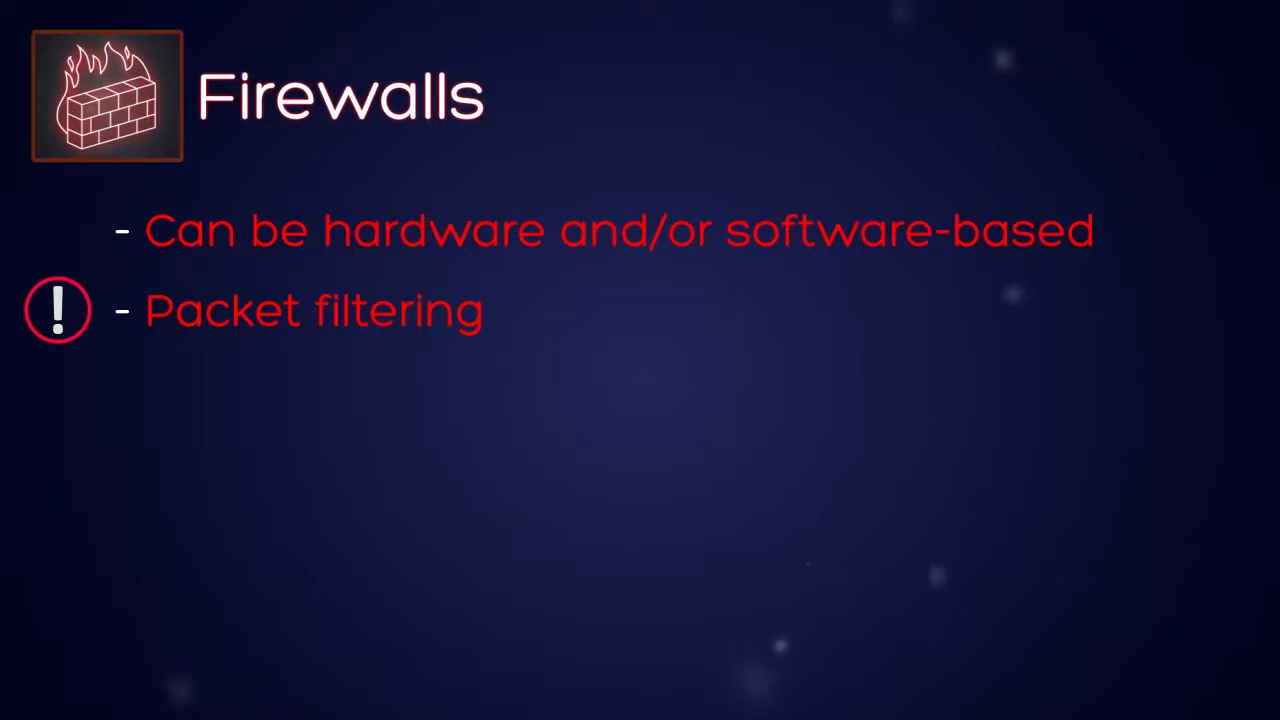 Firewalls
- Can be hardware and/or software-based
! - Packet filtering